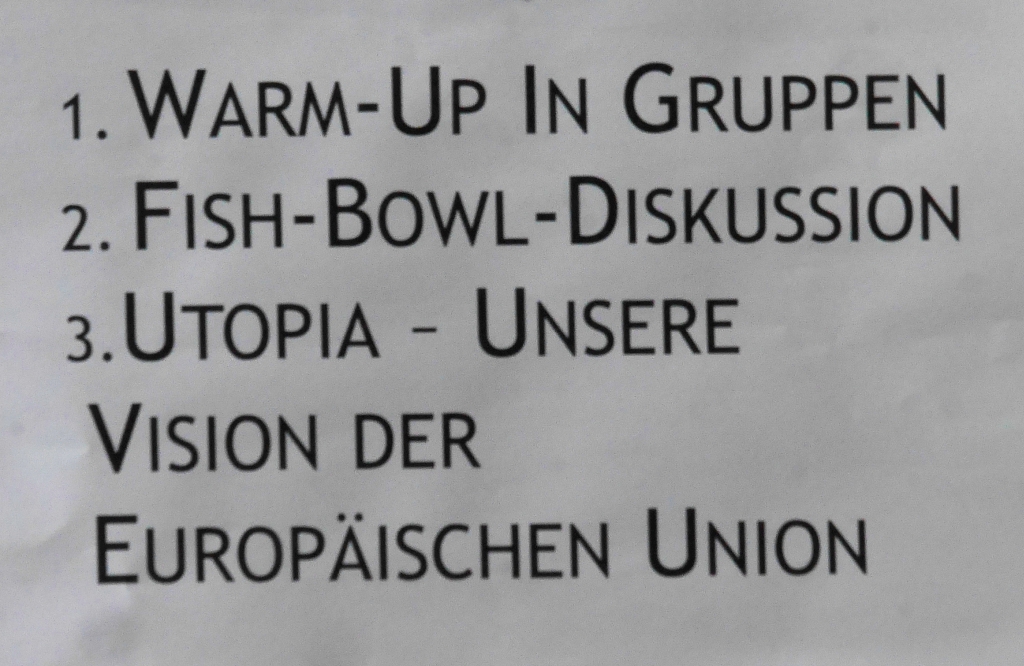 1. Warm-Up In Gruppen
2. Fish-Bowl-Diskussion
3. Utopia – Unsere
Vision der
Europäischen Union